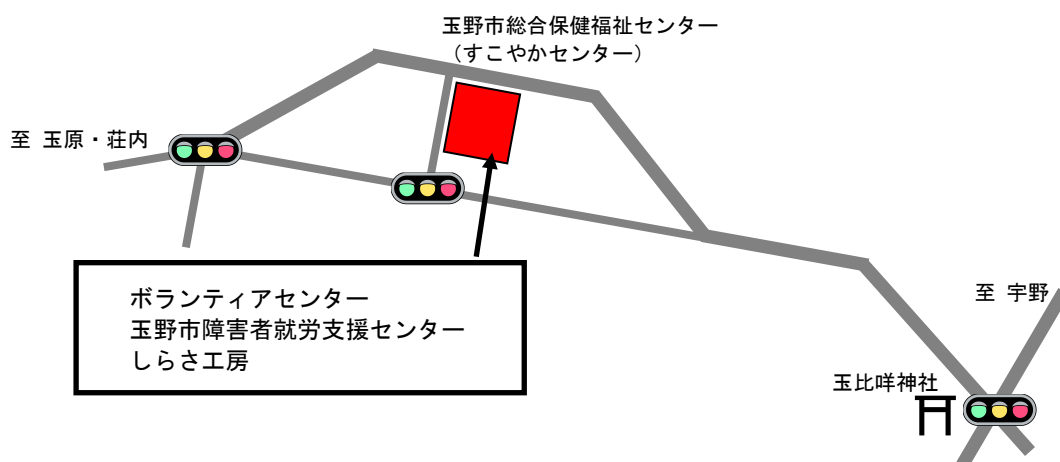 玉野市総合保健福祉センター
（すこやかセンター）
至 玉原・荘内
ボランティアセンター
玉野市障害者就労支援センター
しらさ工房
至 宇野
玉比咩神社